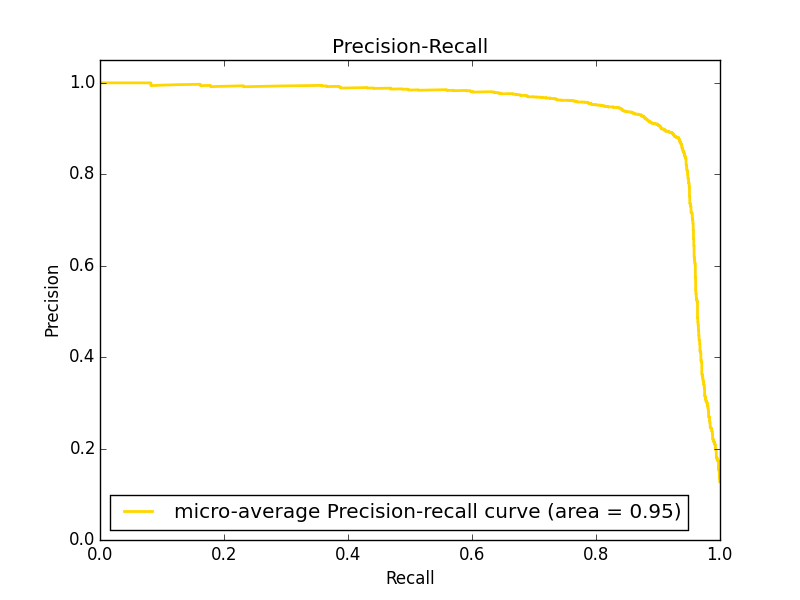 Precision-Recall
1.0
0.8
0.6
0.4
0.2
0.0
Precision
micro-average Precision-recall curve (area = 0.95)
0.0 0.2 0.4 0.6 0.8 1.0
Recall